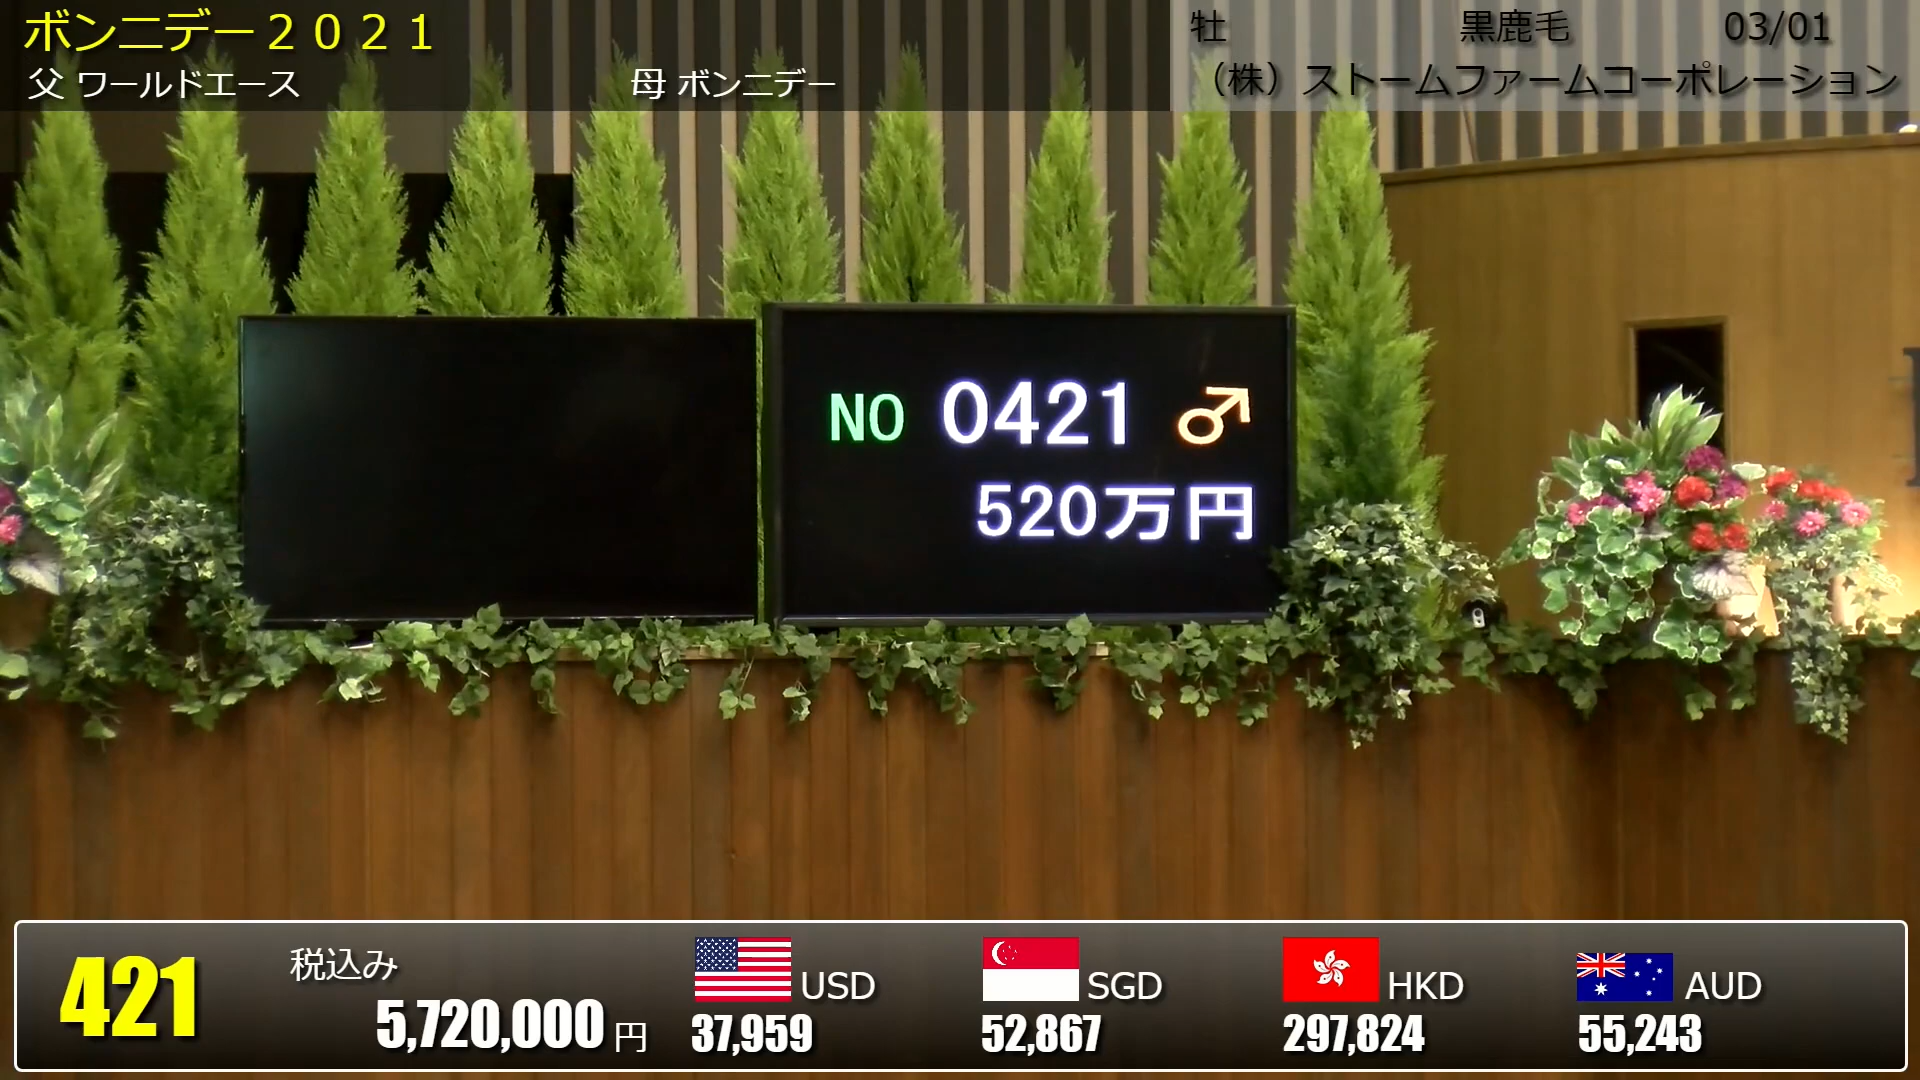 ボンニデー２０２１
父 ワールドエース
母 ボンニデー
牡 黒鹿毛 03/01
（株）ストームファームコーポレーション
NO 0421 ♂
520万円
421
税込み
5,720,000 円
USD
37,959
SGD
52,867
HKD
297,824
AUD
55,243